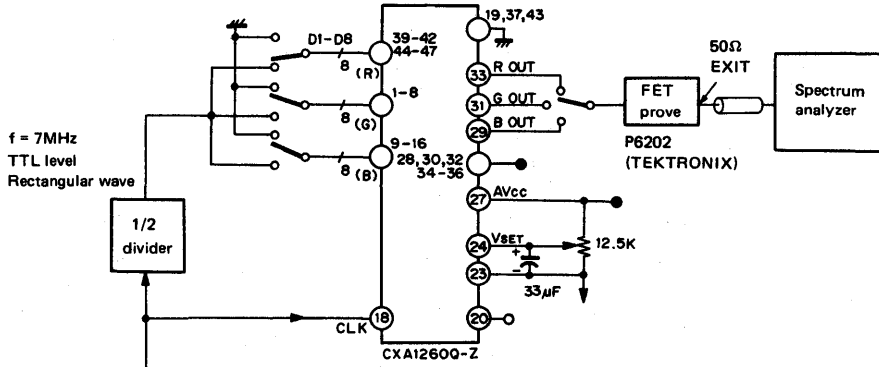 D1-D8
8
(R)
39-42
44-47
19,37,43
33
R OUT
50Ω
EXIT
8
(G)
1-8
31
G OUT
FET
prove
Spectrum
analyzer
29
B OUT
P6202
(TEKTRONIX)
f = 7MHz
TTL level
Rectangular wave
8
(B)
9-16
28, 30, 32
34-36
27
AVCC
1/2
divider
24
VSET
12.5K
+
-
23
33μF
18
CLK
20
CXA1260Q-Z